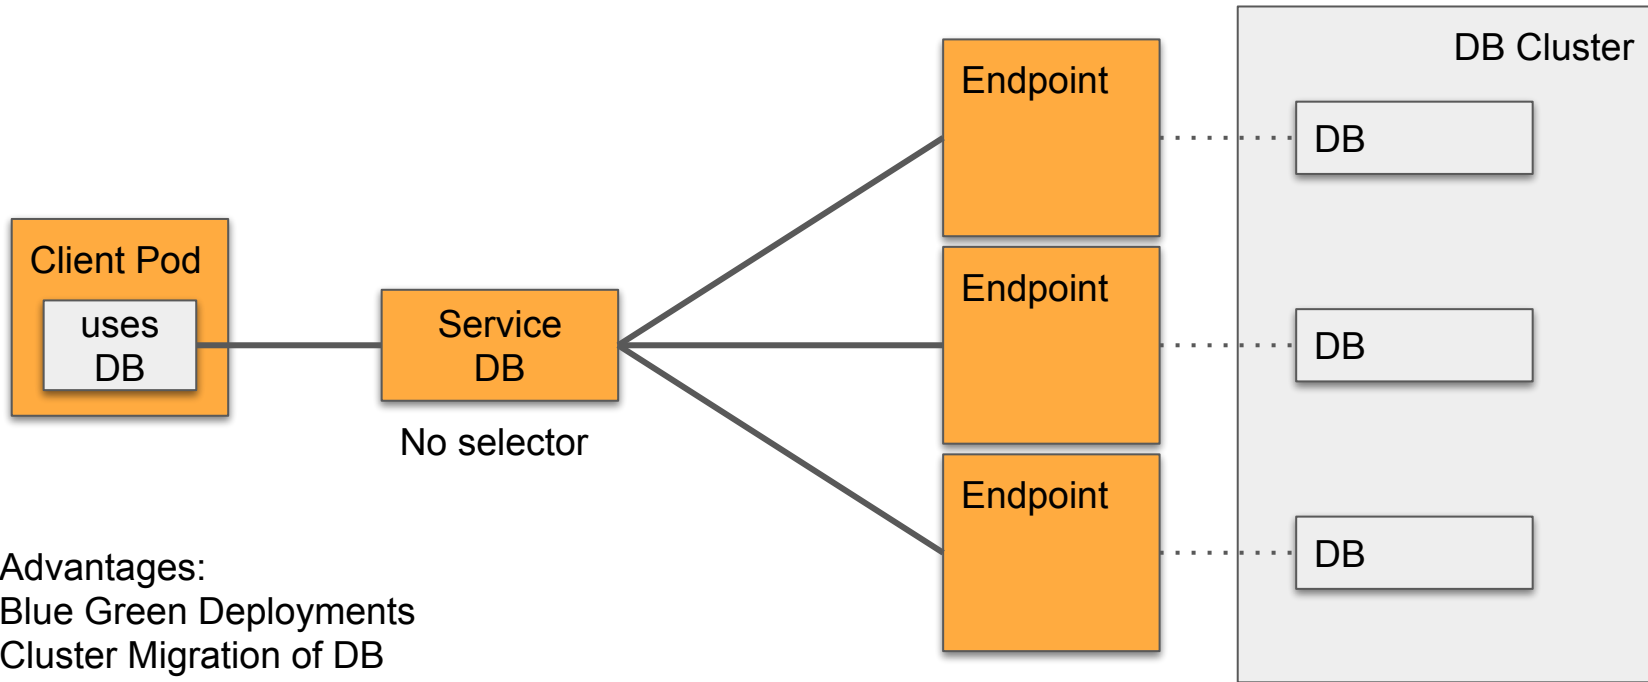 DB Cluster
Endpoint
DB
Client Pod
uses
DB
Service
DB
No selector
Endpoint
DB
Endpoint
DB
Advantages:
Blue Green Deployments
Cluster Migration of DB